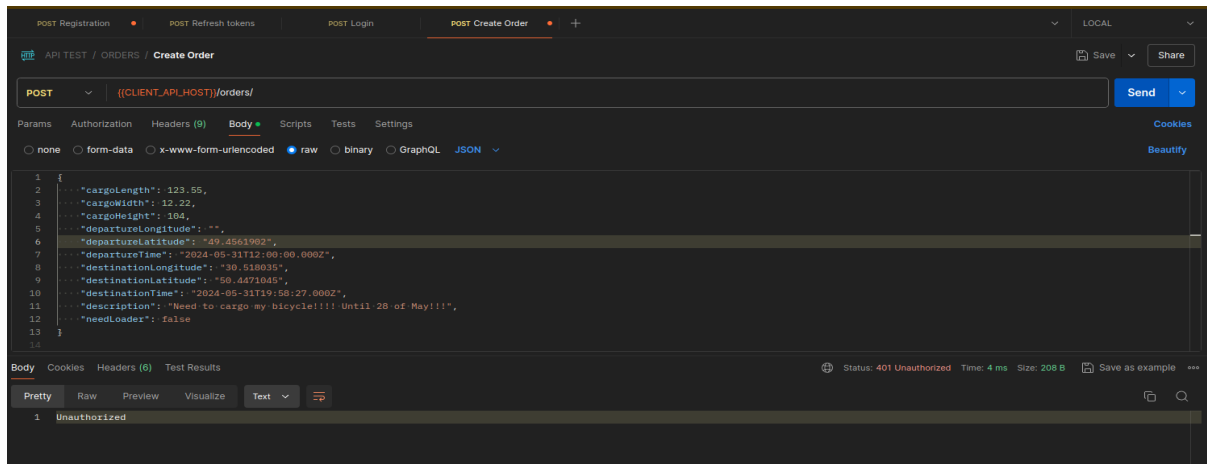 POST Registration POST Refresh tokens POST Login POST Create Order + LOCAL
HTTP API TEST / ORDERS / Create Order Save Share
POST {{CLIENT_API_HOST}}/orders/ Send
Params Authorization Headers (9) Body Scripts Tests Settings Cookies
none form-data x-www-form-urlencoded raw binary GraphQL JSON Beautify
1 {
2 "cargoLength": 123.55,
3 "cargoWidth": 12.22,
4 "cargoHeight": 104,
5 "departureLongitude": "",
6 "departureLatitude": "49.4561902",
7 "departureTime": "2024-05-31T12:00:00.000Z",
8 "destinationLongitude": "30.518035",
9 "destinationLatitude": "50.4471045",
10 "destinationTime": "2024-05-31T19:58:27.000Z",
11 "description": "Need to cargo my bicycle!!!! Until 28 of May!!!",
12 "needLoader": false
13 }
14
Body Cookies Headers (6) Test Results Status: 401 Unauthorized Time: 4 ms Size: 208 B Save as example
Pretty Raw Preview Visualize Text
1 Unauthorized